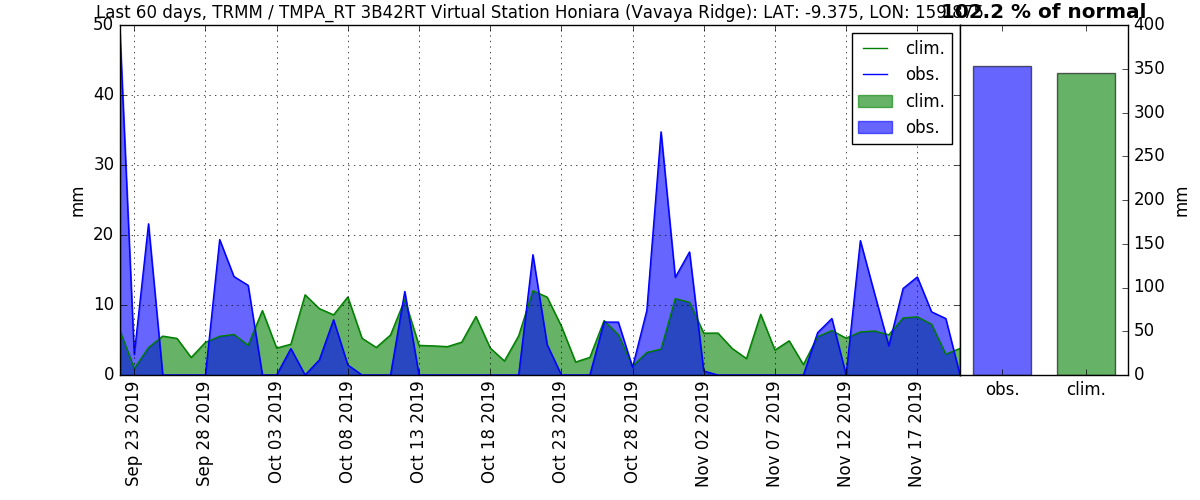 Last 60 days, TRMM / TMPA_RT 3B42RT Virtual Station Honiara (Vavaya Ridge): LAT: -9.375, LON:
102.2 % of normal
50
40
30
20
10
0
mm
clim.
obs.
clim.
obs.
400
350
300
250
200
150
100
50
0
mm
obs.
clim.
Sep 23 2019
Sep 28 2019
Oct 03 2019
Oct 08 2019
Oct 13 2019
Oct 18 2019
Oct 23 2019
Oct 28 2019
Nov 02 2019
Nov 07 2019
Nov 12 2019
Nov 17 2019